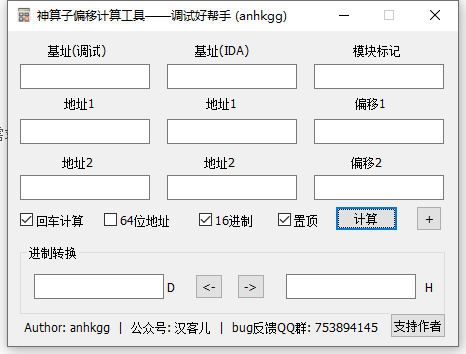 神算子偏移计算工具——调试好帮手 (anhkgg)
基址(调试) 基址(IDA) 模块标记
地址1 地址1 偏移1
地址2 地址2 偏移2
回车计算 64位地址 16进制 置顶 计算 +
进制转换
D <- -> H
Author: anhkgg | 公众号: 汉客儿 | bug反馈QQ群: 753894145 支持作者